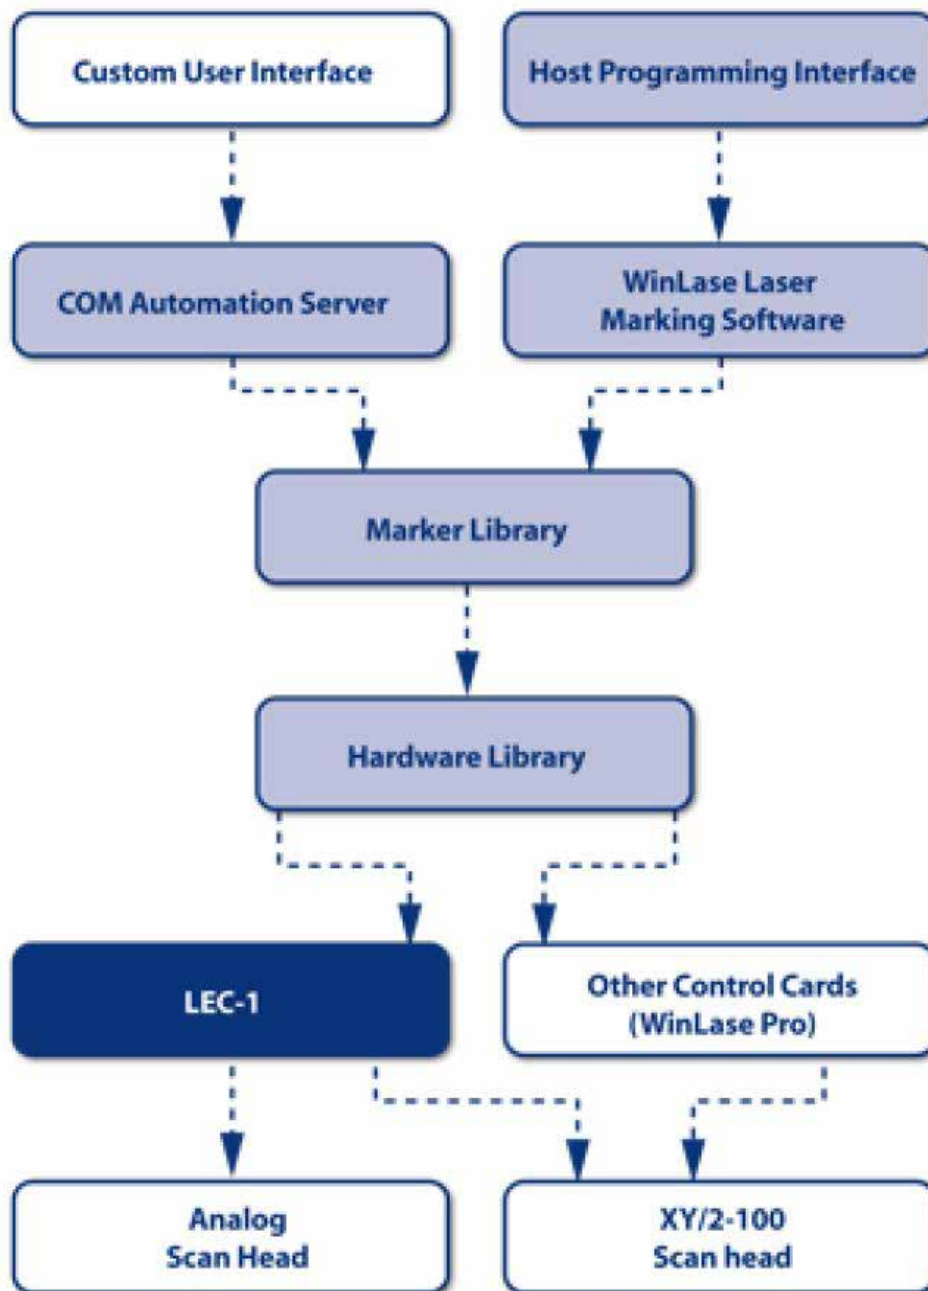 Custom User Interface
Host Programming Interface
COM Automation Server
WinLase Laser
Marking Software
Marker Library
Hardware Library
LEC-1
Other Control Cards
(WinLase Pro)
Analog
Scan Head
XY/2-100
Scan head